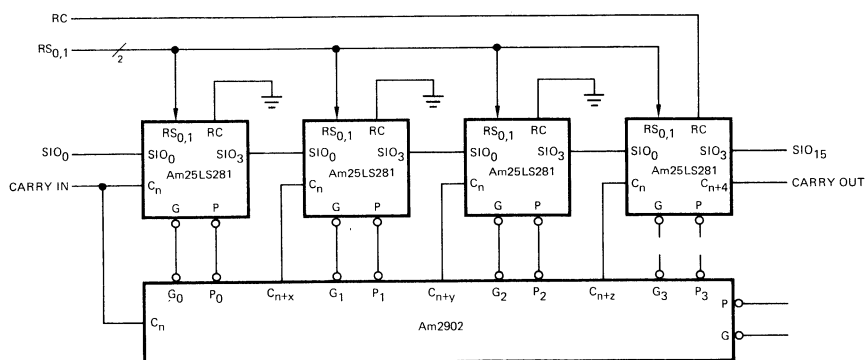 RC
RS0,1
2
RS0,1 RC
RS0,1 RC
RS0,1 RC
RS0,1 RC
SIO0
SIO0 SIO3
SIO0 SIO3
SIO0 SIO3
SIO0 SIO3
SIO15
Am25LS281
Am25LS281
Am25LS281
Am25LS281
CARRY IN
Cn
Cn
Cn
Cn
Cn+4
CARRY OUT
G P
G P
G P
G P
G0 P0 Cn+x G1 P1 Cn+y G2 P2 Cn+z G3 P3
P
Cn
Am2902
G